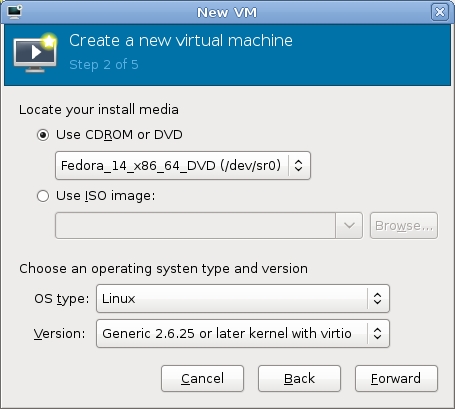 New VM
Create a new virtual machine
Step 2 of 5
Locate your install media
Use CDROM or DVD
Fedora_14_x86_64_DVD (/dev/sr0)
Use ISO image:
Browse...
Choose an operating systen type and version
OS type: Linux
Version: Generic 2.6.25 or later kernel with virtio
Cancel Back Forward